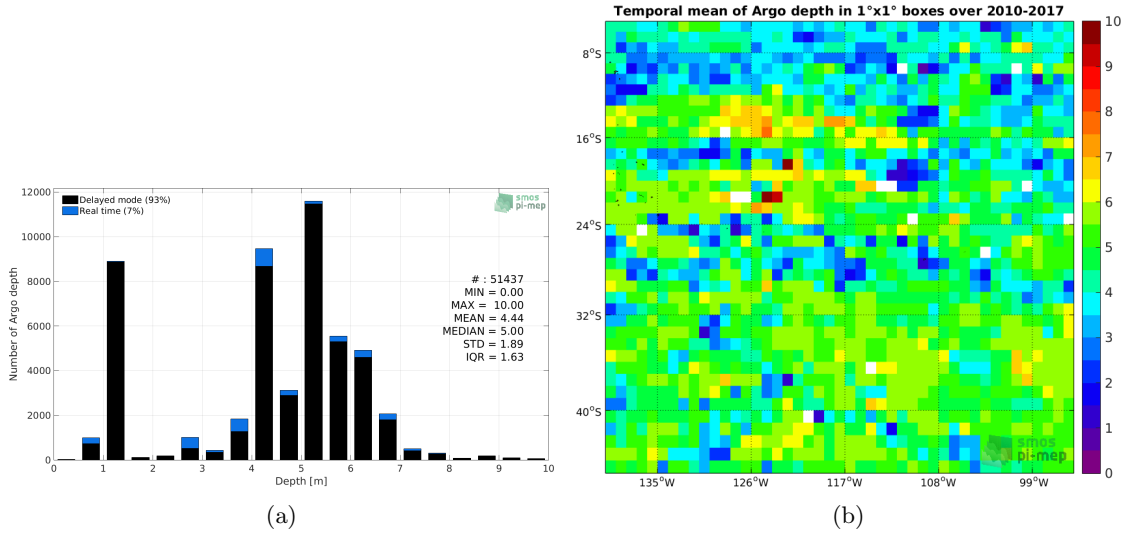 Temporal mean of Argo depth in 1°x1° boxes over 2010-2017
Delayed mode (93%)
Real time (7%)
smos
pi-mep
# : 51437
MIN = 0.00
MAX = 10.00
MEAN = 4.44
MEDIAN = 5.00
STD = 1.89
IQR = 1.63
Number of Argo depth
12000
10000
8000
6000
4000
2000
0
0 1 2 3 4 5 6 7 8 9 10
Depth [m]
(a)
8°S
16°S
24°S
32°S
40°S
135°W 126°W 117°W 108°W 99°W
smos
pi-mep
10
9
8
7
6
5
4
3
2
1
0
(b)